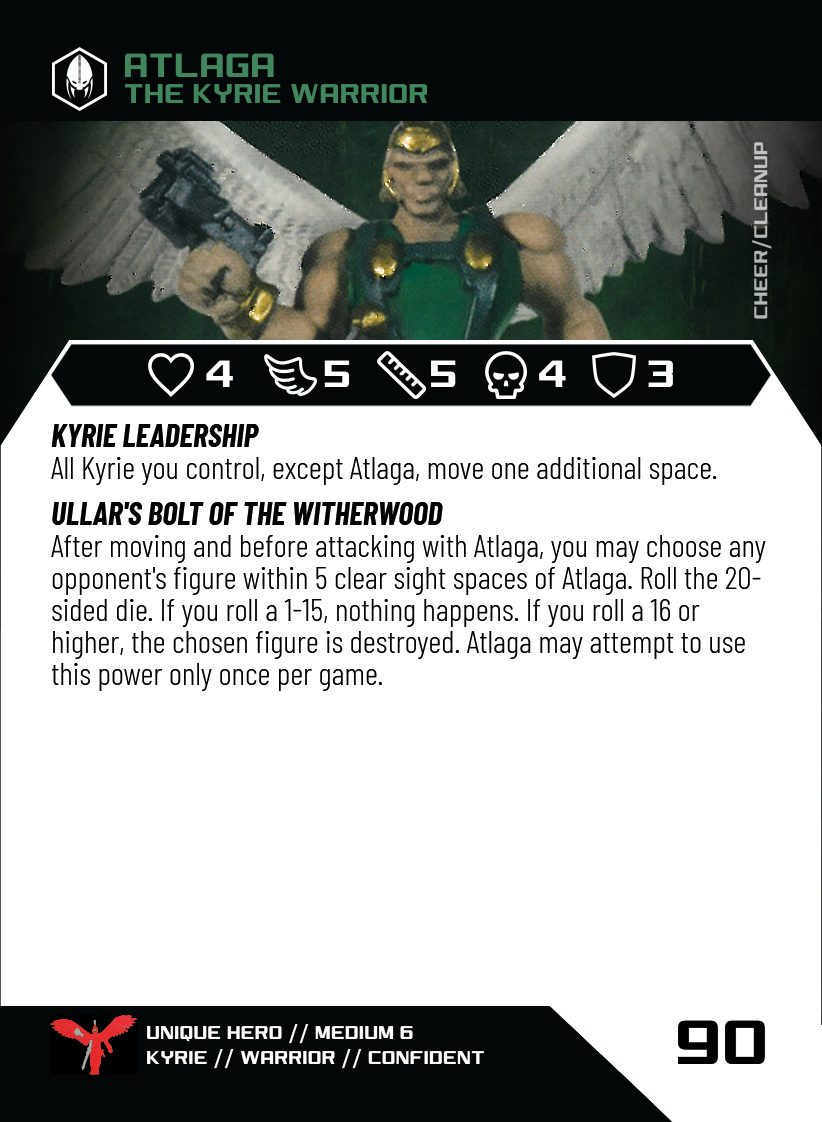 ATLAGA
THE KYRIE WARRIOR
CHEER/CLEANUP
4 5 5 4 3
KYRIE LEADERSHIP
All Kyrie you control, except Atlaga, move one additional space.
ULLAR'S BOLT OF THE WITHERWOOD
After moving and before attacking with Atlaga, you may choose any
opponent's figure within 5 clear sight spaces of Atlaga. Roll the 20-
sided die. If you roll a 1-15, nothing happens. If you roll a 16 or
higher, the chosen figure is destroyed. Atlaga may attempt to use
this power only once per game.
UNIQUE HERO // MEDIUM 6
KYRIE // WARRIOR // CONFIDENT
90